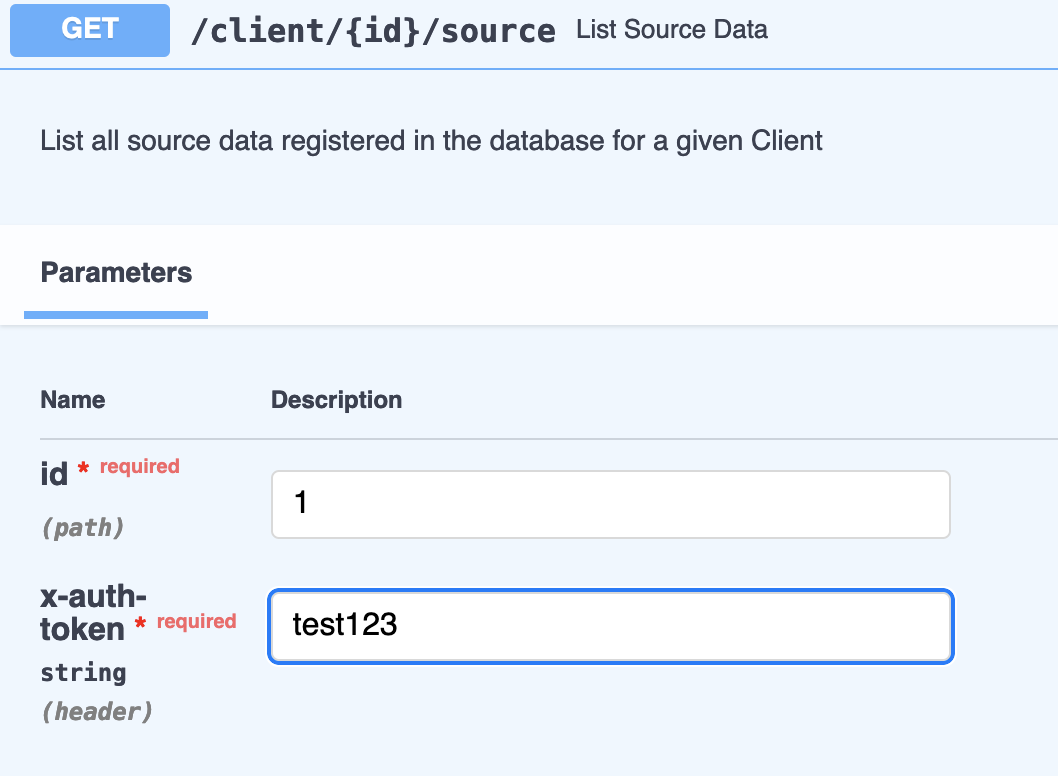 GET /client/{id}/source List Source Data
List all source data registered in the database for a given Client
Parameters
Name Description
id * required
(path)
1
x-auth-
token * required
string
(header)
test123